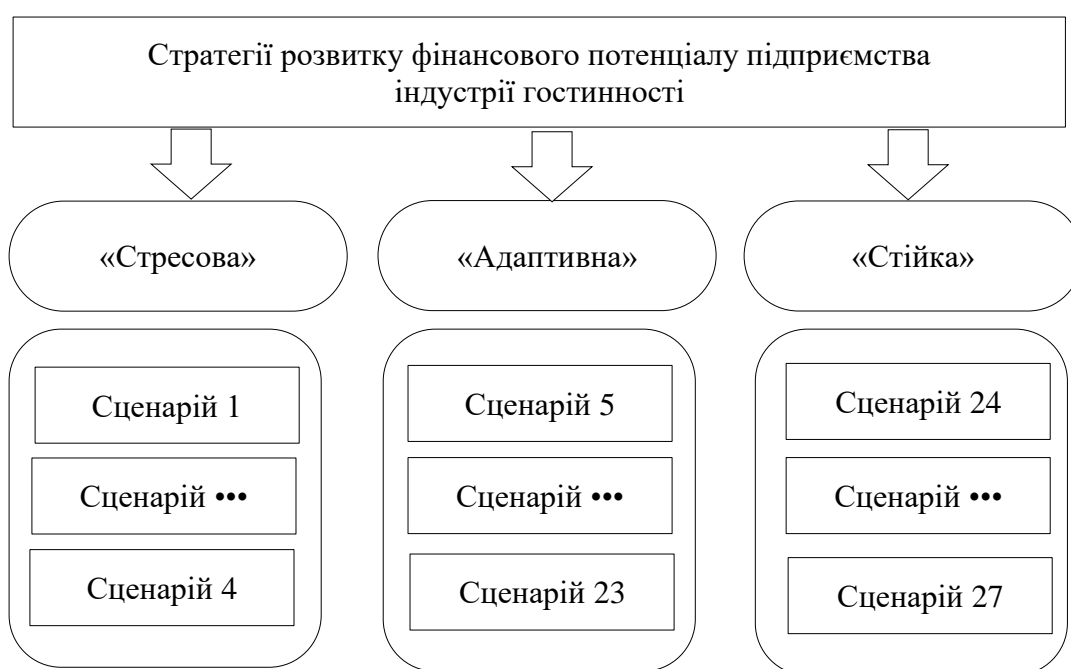 Стратегії розвитку фінансового потенціалу підприємства
індустрії гостинності
«Стресова»
«Адаптивна»
«Стійка»
Сценарій 1
Сценарій •••
Сценарій 4
Сценарій 5
Сценарій •••
Сценарій 23
Сценарій 24
Сценарій •••
Сценарій 27